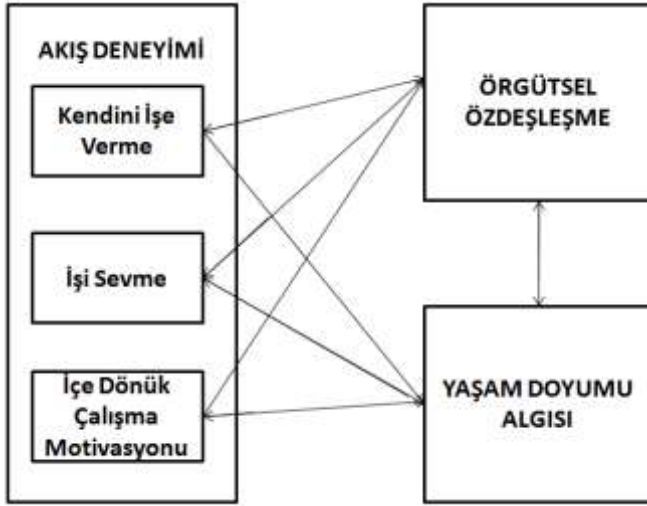 AKIŞ DENEYİMİ
Kendini İşe
Verme
İşi Sevme
İçe Dönük
Çalışma
Motivasyonu
ÖRGÜTSEL
ÖZDEŞLEŞME
YAŞAM DOYUMU
ALGISI